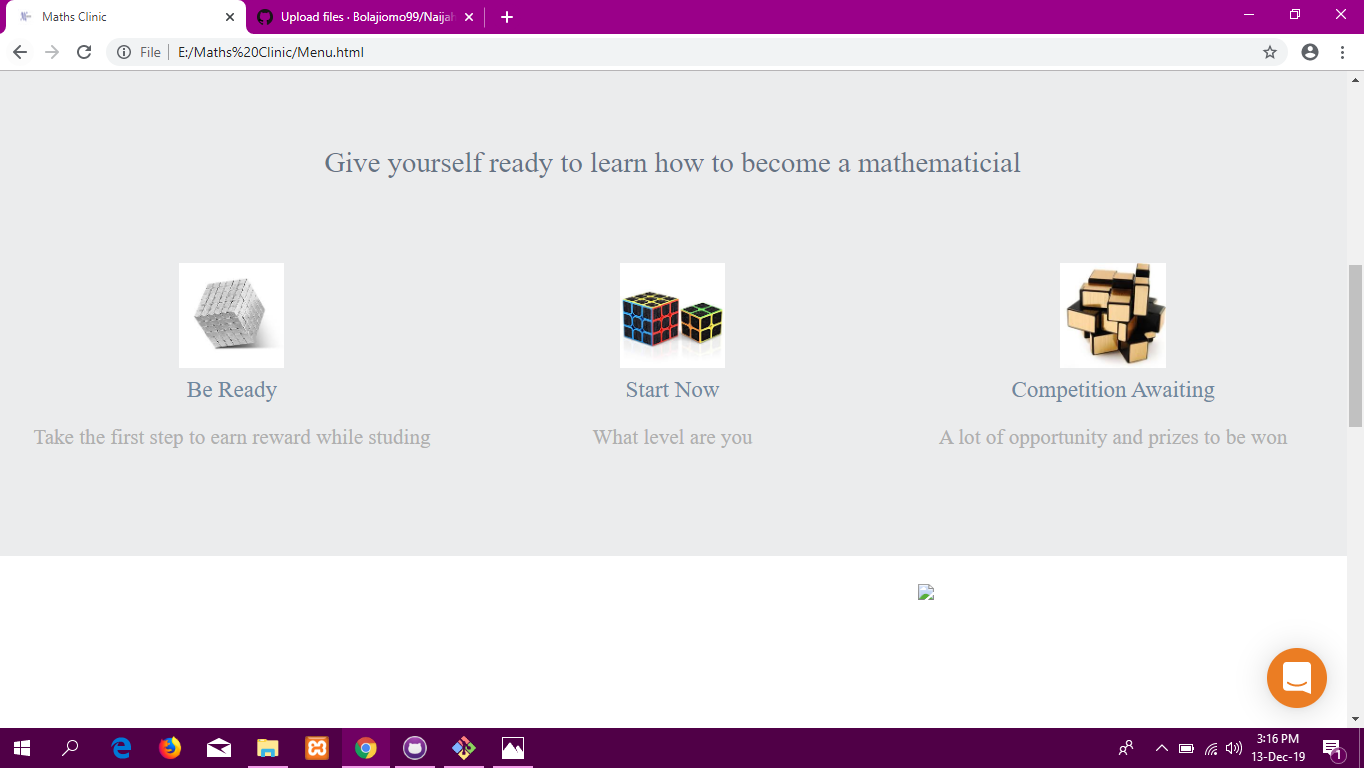 Maths Clinic
Upload files · Bolajiomo99/Naijah
File
E:/Maths%20Clinic/Menu.html
Give yourself ready to learn how to become a mathematicial
Be Ready
Start Now
Competition Awaiting
Take the first step to earn reward while studing
What level are you
A lot of opportunity and prizes to be won
3:16 PM
13-Dec-19
1